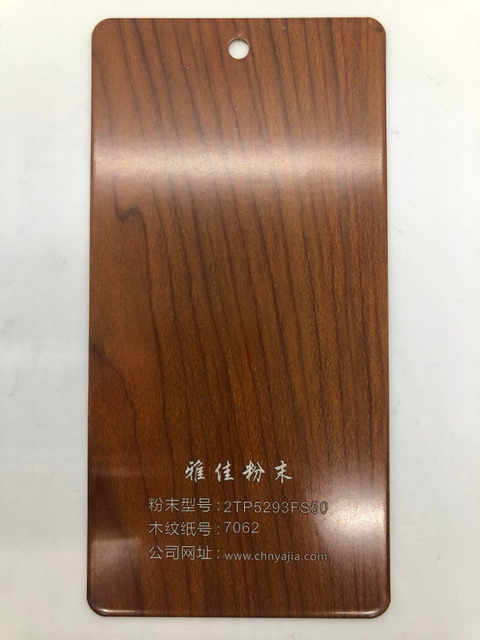 雅佳粉末
粉末型号：2TP5293FS50
木纹纸号：7062
公司网址：www.chnyajia.com